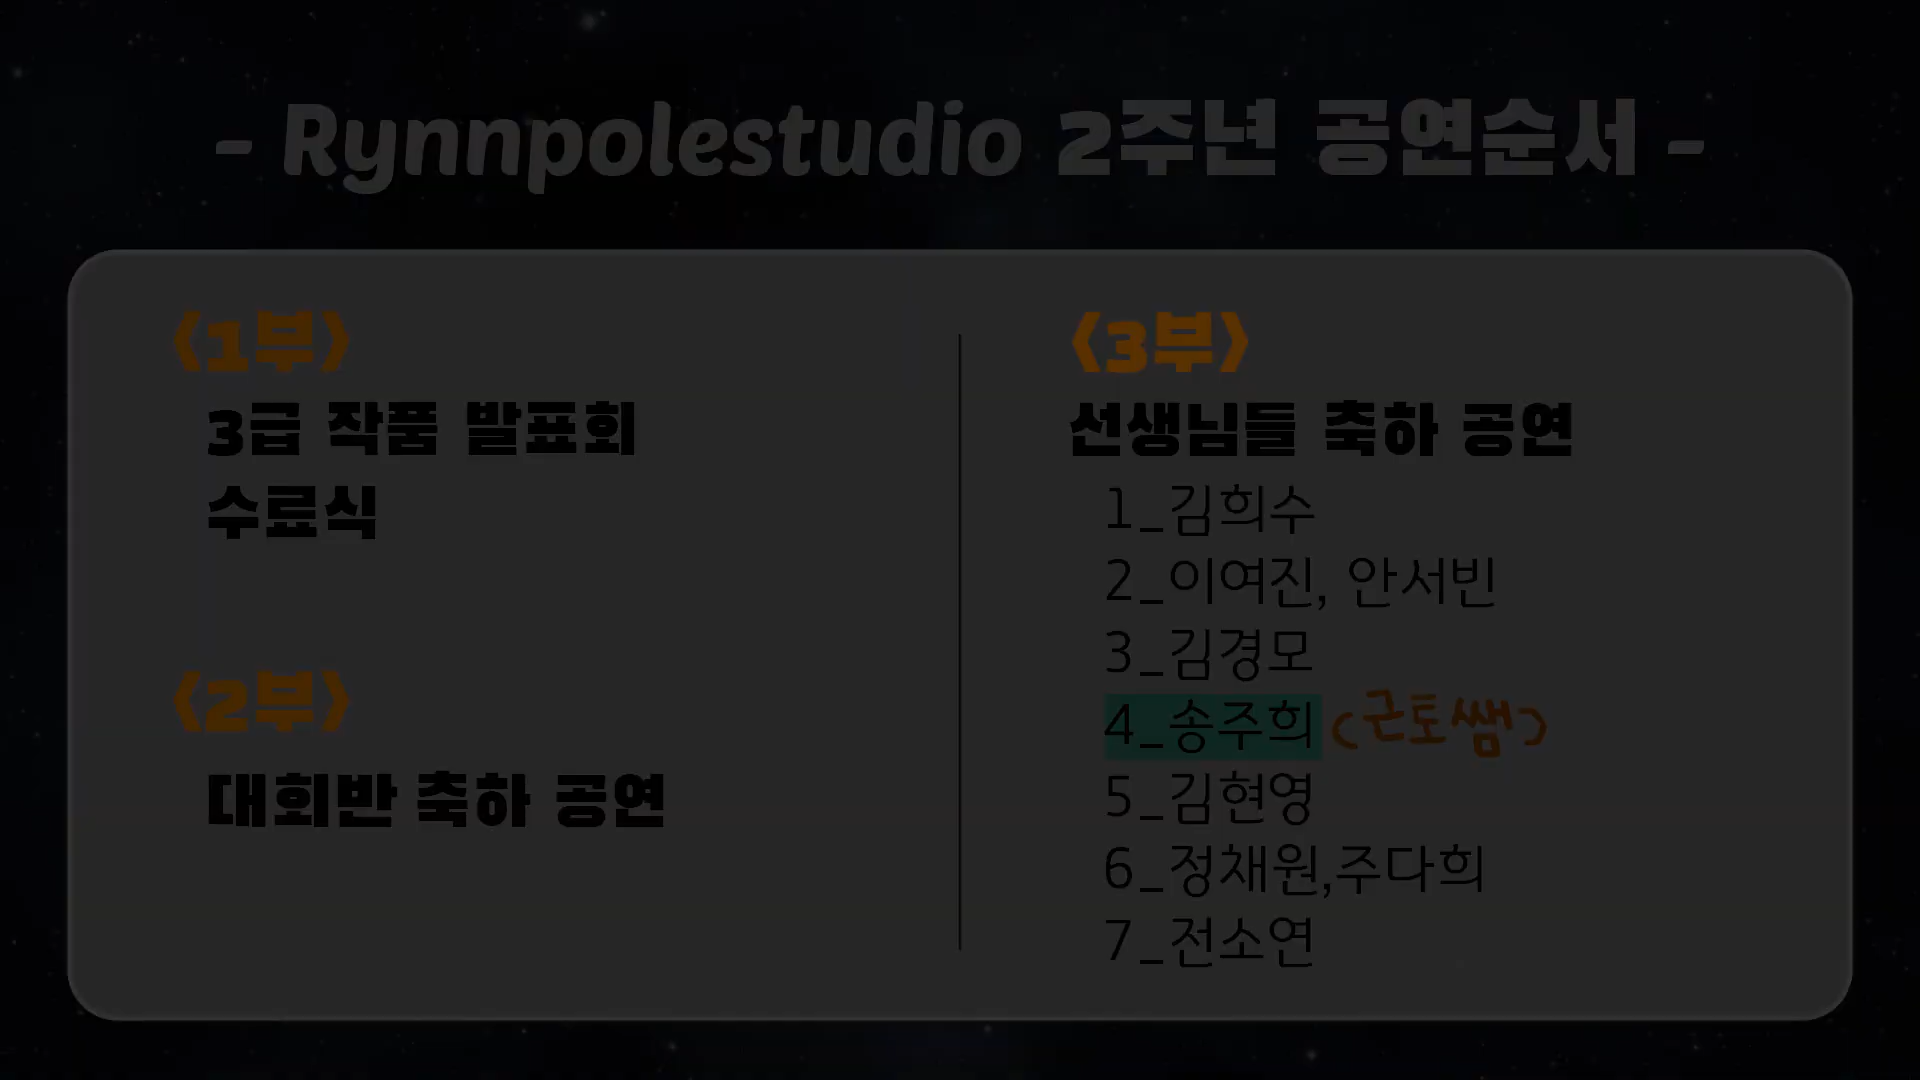 - Rynnpolestudio 2주년 공연순서 -
《1부》
3급 작품 발표회
수료식
《2부》
대회반 축하 공연
《3부》
선생님들 축하 공연
1_김희수
2_이여진, 안서빈
3_김경모
4_송주희 (근토쌤)
5_김현영
6_정채원,주다희
7_전소연